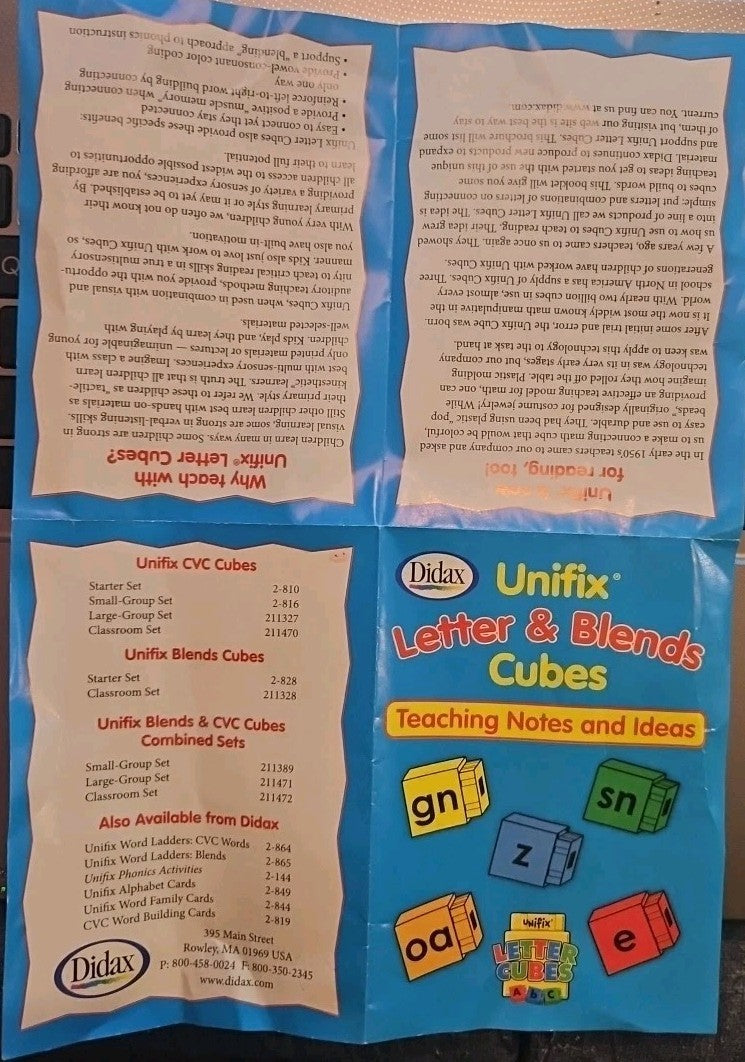 Didax
Unifix®
Letter & Blends
Cubes
Teaching Notes and Ideas
gn
sn
z
oa
e
unifix
LETTER
CUBES
A b C
for reading, too!
In the early 1950's teachers came to our company and asked
us to make a connecting math cube that would be colorful,
easy to use and durable. They had been using plastic "pop
beads," originally designed for costume jewelry! While
providing an effective teaching model for math, one can
imagine how they rolled off the table. Plastic molding
technology was in its very early stages, but our company
was keen to apply this technology to the task at hand.
After some initial trial and error, the Unifix Cube was born.
It is now the most widely known math manipulative in the
world. With nearly two billion cubes in use, almost every
school in North America has a supply of Unifix Cubes. Three
generations of children have worked with Unifix Cubes.
A few years ago, teachers came to us once again. They showed
us how to use Unifix Cubes to teach reading. Their idea grew
into a line of products we call Unifix Letter Cubes. The idea is
simple: put letters and combinations of letters on connecting
cubes to build words. This booklet will give you some
teaching ideas to get you started with the use of this unique
material. Didax continues to produce new products to expand
and support Unifix Letter Cubes. This brochure will list some
of them, but visiting our web site is the best way to stay
current. You can find us at www.didax.com.
Why teach with
Unifix® Letter Cubes?
Children learn in many ways. Some children are strong in
visual learning, some are strong in verbal-listening skills.
Still other children learn best with hands-on materials as
their primary style. We refer to these children as "tactile-
kinesthetic" learners. The truth is that all children learn
best with multi-sensory experiences. Imagine a class with
only printed materials or lectures — unimaginable for young
children. Kids play, and they learn by playing with
well-selected materials.
Unifix Cubes, when used in combination with visual and
auditory teaching methods, provide you with the opportu-
nity to teach critical reading skills in a true multisensory
manner. Kids also just love to work with Unifix Cubes, so
you also have built-in motivation.
With very young children, we often do not know their
primary learning style or it may yet to be established. By
providing a variety of sensory experiences, you are affording
all children access to the widest possible opportunities to
learn to their full potential.
Unifix Letter Cubes also provide these specific benefits:
• Easy to connect yet they stay connected
• Provide a positive "muscle memory" when connecting
only one way
• Reinforce left-to-right word building by connecting
• Provide vowel-consonant color coding
• Support a "blending" approach to phonics instruction
Unifix CVC Cubes
Starter Set 2-810
Small-Group Set 2-816
Large-Group Set 211327
Classroom Set 211470
Unifix Blends Cubes
Starter Set 2-828
Classroom Set 211328
Unifix Blends & CVC Cubes
Combined Sets
Small-Group Set 211389
Large-Group Set 211471
Classroom Set 211472
Also Available from Didax
Unifix Word Ladders: CVC Words 2-864
Unifix Word Ladders: Blends 2-865
Unifix Phonics Activities 2-144
Unifix Alphabet Cards 2-849
Unifix Word Family Cards 2-844
CVC Word Building Cards 2-819
Didax
395 Main Street
Rowley, MA 01969 USA
P: 800-458-0024 F: 800-350-2345
www.didax.com
Q